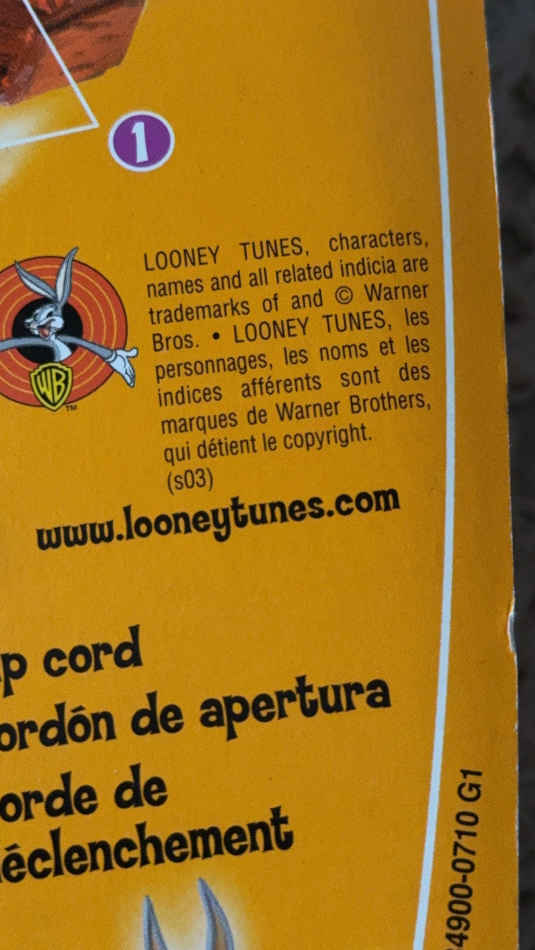 1
LOONEY TUNES, characters,
names and all related indicia are
trademarks of and © Warner
Bros. • LOONEY TUNES, les
personnages, les noms et les
indices afférents sont des
marques de Warner Brothers,
qui détient le copyright.
(s03)
WB
TM
www.looneytunes.com
p cord
ordón de apertura
orde de
éclenchement
4900-0710 G1